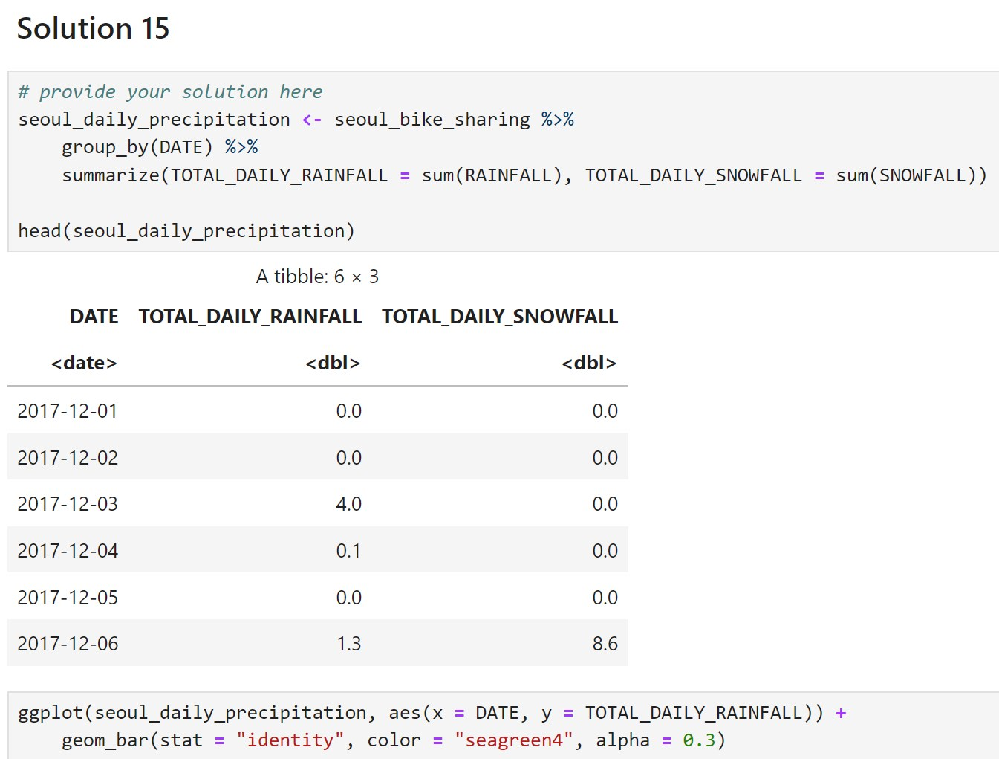 Solution 15
# provide your solution here
seoul_daily_precipitation <- seoul_bike_sharing %>%
    group_by(DATE) %>%
    summarize(TOTAL_DAILY_RAINFALL = sum(RAINFALL), TOTAL_DAILY_SNOWFALL = sum(SNOWFALL))
head(seoul_daily_precipitation)
A tibble: 6 × 3
DATE TOTAL_DAILY_RAINFALL TOTAL_DAILY_SNOWFALL
<date> <dbl> <dbl>
2017-12-01 0.0 0.0
2017-12-02 0.0 0.0
2017-12-03 4.0 0.0
2017-12-04 0.1 0.0
2017-12-05 0.0 0.0
2017-12-06 1.3 8.6
ggplot(seoul_daily_precipitation, aes(x = DATE, y = TOTAL_DAILY_RAINFALL)) +
    geom_bar(stat = "identity", color = "seagreen4", alpha = 0.3)